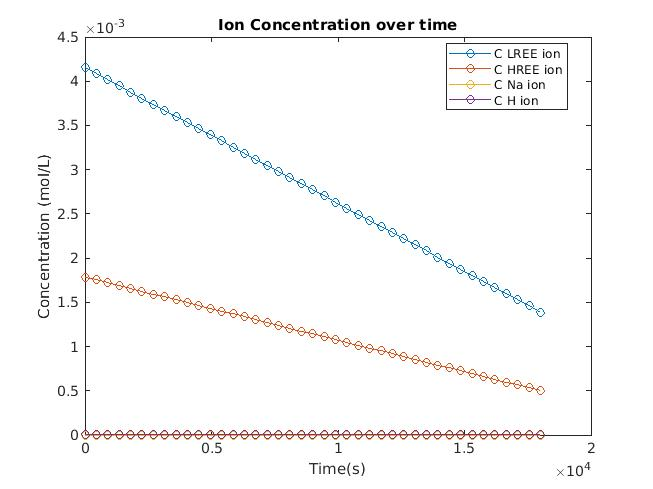 Ion Concentration over time
×10-3
4.5
4
3.5
3
2.5
2
1.5
1
0.5
0
Concentration (mol/L)
C LREE ion
C HREE ion
C Na ion
C H ion
0
0.5
1
1.5
2
×10⁴
Time(s)